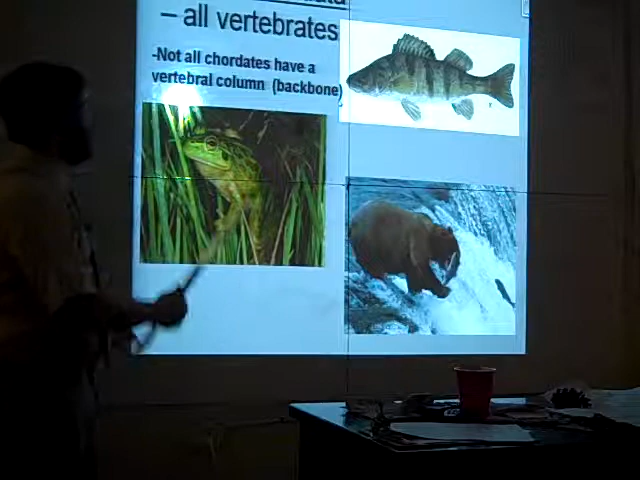 – all vertebrates
-Not all chordates have a
vertebral column (backbone)